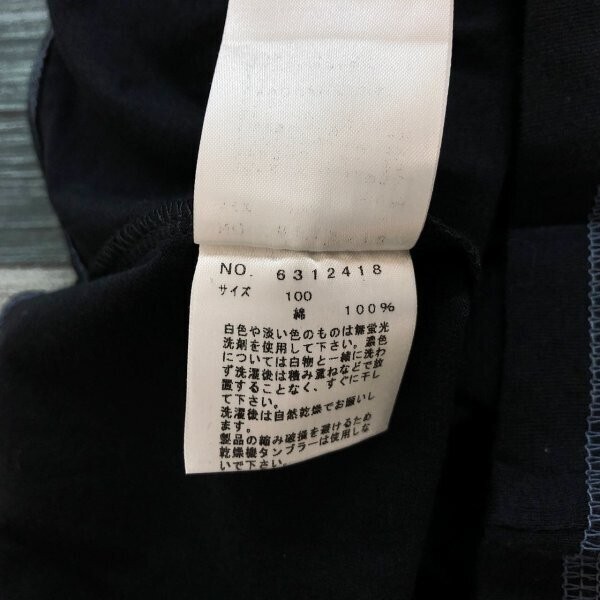 NO. 6312418
サイズ 100
綿 100%
白色や淡い色のものは無蛍光
洗剤を使用して下さい。濃色
については白物と一緒に洗わ
ず洗濯後は積み重ねなどで放
置することなく、すぐに干し
て下さい。
洗濯後は自然乾燥でお願いし
ます。
製品の縮み破損を避けるため
乾燥機タンブラーは使用しな
いで下さい。